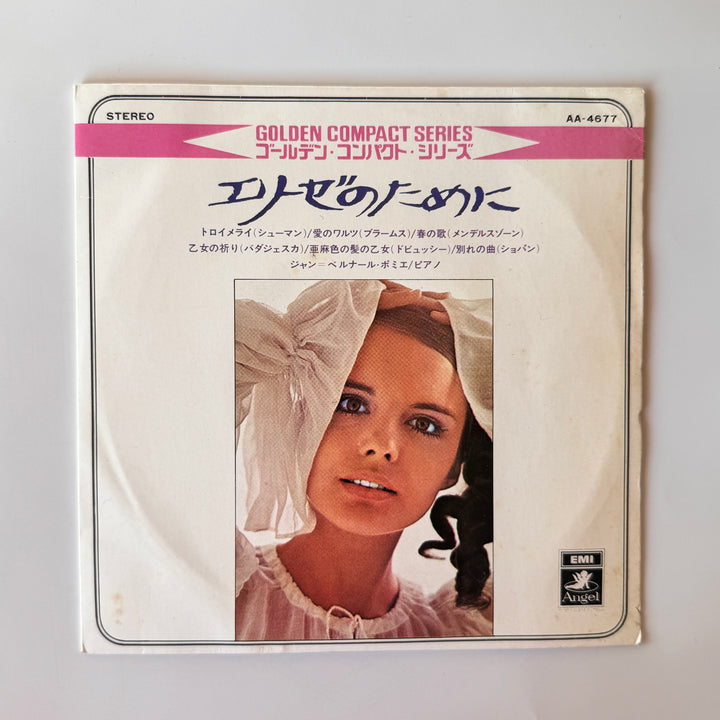 STEREO
AA-4677
GOLDEN COMPACT SERIES
ゴールデン・コンパクト・シリーズ
エリーゼのために
トロイメライ(シューマン)/愛のワルツ(ブラームス)/春の歌(メンデルスゾーン)
乙女の祈り(バダジェスカ)/亜麻色の髪の乙女(ドビュッシー)/別れの曲(ショパン)
ジャン=ベルナール・ポミエ/ピアノ
EMI
Angel